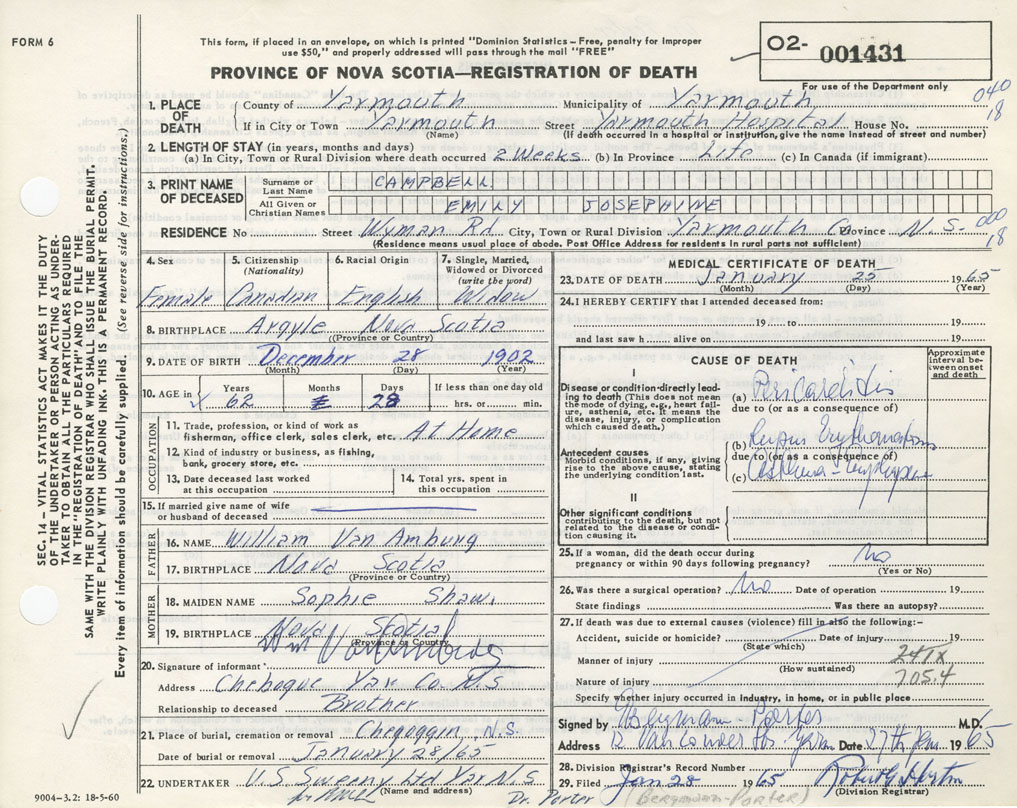 FORM 6
This form, if placed in an envelope, on which is printed "Dominion Statistics - Free, penalty for improper
use $50," and properly addressed will pass through the mail "FREE"
PROVINCE OF NOVA SCOTIA—REGISTRATION OF DEATH
02- 001431
For use of the Department only
040
18
1. PLACE OF DEATH
County of Yarmouth Municipality of Yarmouth
If in City or Town Yarmouth Street Yarmouth Hospital House No.
(Name) (If death occurred in a hospital or institution, give the name instead of street and number)
2. LENGTH OF STAY (in years, months and days)
(a) In City, Town or Rural Division where death occurred 2 Weeks (b) In Province Life (c) In Canada (if immigrant)
3. PRINT NAME OF DECEASED
Surname or Last Name CAMPBELL
All Given or Christian Names EMILY JOSEPHINE
RESIDENCE No Street Wyman Rd City, Town or Rural Division Yarmouth Co Province N.S.
000
18
(Residence means usual place of abode. Post Office Address for residents in rural parts not sufficient)
4. Sex Female
5. Citizenship (Nationality) Canadian
6. Racial Origin English
7. Single, Married, Widowed or Divorced (write the word) Widow
8. BIRTHPLACE Argyle Nova Scotia
(Province or Country)
9. DATE OF BIRTH December 28 1902
(Month) (Day) (Year)
10. AGE in Years 62 Months Days 28 If less than one day old
hrs. or min.
OCCUPATION
11. Trade, profession, or kind of work as
fisherman, office clerk, sales clerk, etc. At Home
12. Kind of industry or business, as fishing,
bank, grocery store, etc.
13. Date deceased last worked
at this occupation
14. Total yrs. spent in
this occupation
15. If married give name of wife
or husband of deceased
FATHER
16. NAME William Van Amburg
17. BIRTHPLACE Nova Scotia
(Province or Country)
MOTHER
18. MAIDEN NAME Sophie Shaw
19. BIRTHPLACE Nova Scotia
(Province or Country)
20. Signature of informant
Address Chebogue Yar Co. N.S
Relationship to deceased Brother
21. Place of burial, cremation or removal Chegoggin, N.S.
Date of burial or removal January 28/65
22. UNDERTAKER U.S. Sweeny Ltd Yar N.S
(Name and address)
9004-3.2: 18-5-60
Dr. Porter
(Bergmann-Porter)
MEDICAL CERTIFICATE OF DEATH
23. DATE OF DEATH January 25 1965
(Month) (Day) (Year)
24. I HEREBY CERTIFY that I attended deceased from:
19 to 19
and last saw h alive on 19
CAUSE OF DEATH
Approximate interval between onset and death
I
Disease or condition directly leading to death (This does not mean the mode of dying, e.g., heart failure, asthenia, etc. It means the disease, injury, or complication which caused death.)
(a) Pericarditis
due to (or as a consequence of)
Antecedent causes
Morbid conditions, if any, giving rise to the above cause, stating the underlying condition last.
(b) Lupus
due to (or as a consequence of)
(c)
II
Other significant conditions
contributing to the death, but not related to the disease or condition causing it.
25. If a woman, did the death occur during
pregnancy or within 90 days following pregnancy? No
(Yes or No)
26. Was there a surgical operation? No Date of operation 19
State findings Was there an autopsy?
27. If death was due to external causes (violence) fill in also the following:-
Accident, suicide or homicide? Date of injury 19
(State which)
Manner of injury
(How sustained)
241X
705.4
Nature of injury
Specify whether injury occurred in industry, in home, or in public place
Signed by Bergmann-Porter M.D.
Address 12 Vancouver Date 27th Jan 1965
28. Division Registrar's Record Number
29. Filed Jan 28 1965
(Division Registrar)
SEC. 14 – VITAL STATISTICS ACT MAKES IT THE DUTY
OF THE UNDERTAKER OR PERSON ACTING AS UNDER-
TAKER TO OBTAIN ALL THE PARTICULARS REQUIRED
IN THE "REGISTRATION OF DEATH" AND TO FILE THE
SAME WITH THE DIVISION REGISTRAR WHO SHALL ISSUE THE BURIAL PERMIT.
WRITE PLAINLY WITH UNFADING INK. THIS IS A PERMANENT RECORD.
Every item of information should be carefully supplied. (See reverse side for instructions.)